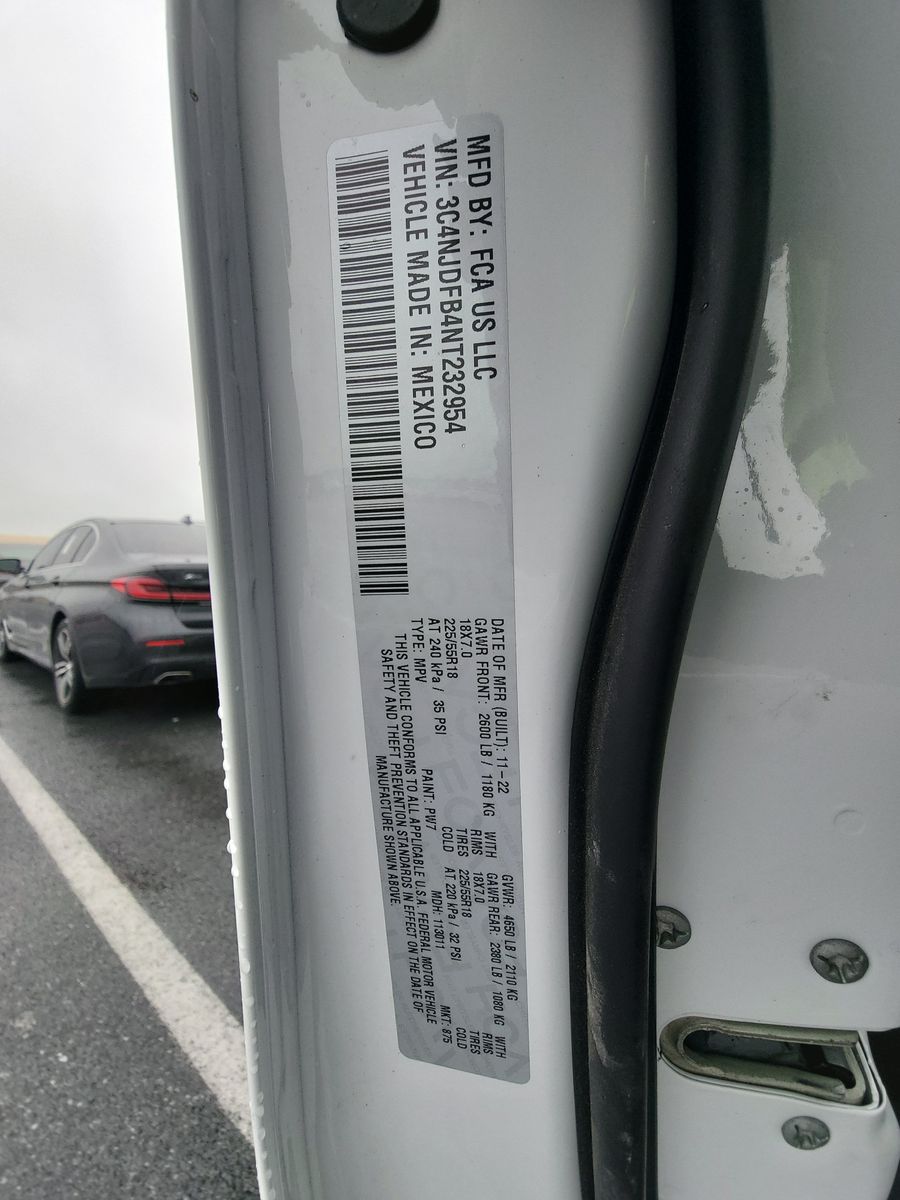 MFD BY: FCA US LLC
VIN: 3C4NJDFB4NT232954
VEHICLE MADE IN: MEXICO
DATE OF MFR (BUILT): 11-22 GVWR: 4650 LB / 2110 KG
GAWR FRONT: 2600 LB / 1180 KG WITH GAWR REAR: 2380 LB / 1080 KG WITH
18X7.0 RIMS 18X7.0 RIMS
225/55R18 TIRES 225/55R18 TIRES
AT 240 kPa / 35 PSI COLD AT 220 kPa / 32 PSI COLD
TYPE: MPV PAINT: PW7 MDH: 113011 MKT: 875
THIS VEHICLE CONFORMS TO ALL APPLICABLE U.S.A. FEDERAL MOTOR VEHICLE
SAFETY AND THEFT PREVENTION STANDARDS IN EFFECT ON THE DATE OF
MANUFACTURE SHOWN ABOVE.